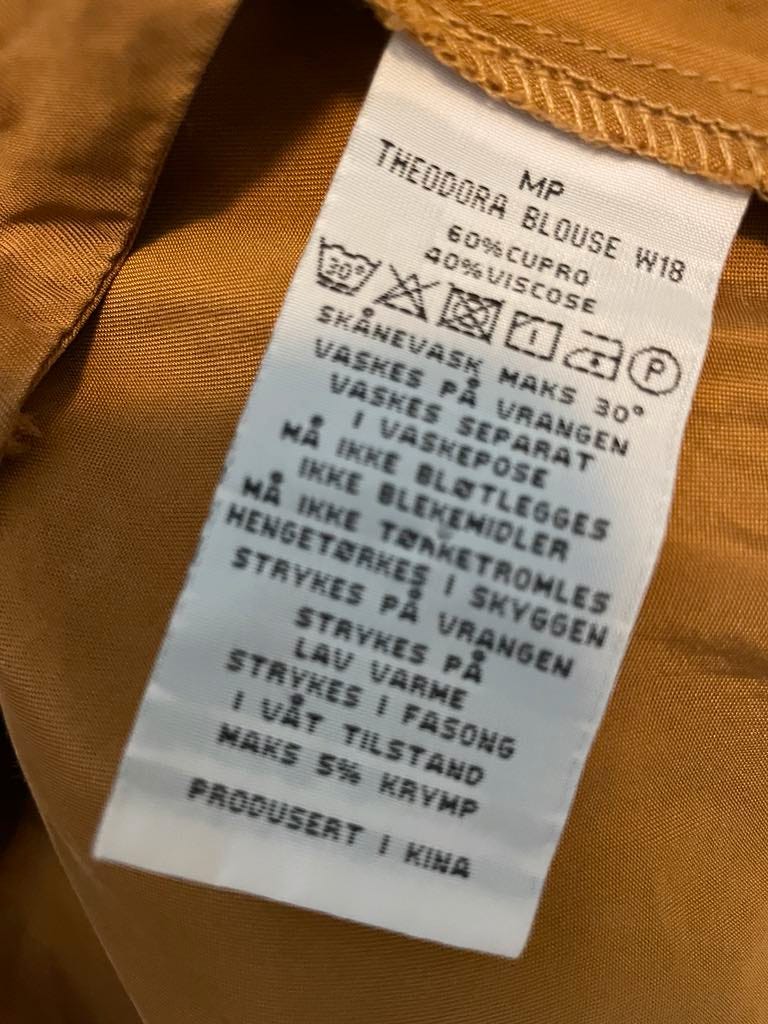 MP
THEODORA BLOUSE W18
60%CUPRO
40%VISCOSE
30° P
SKÅNEVASK MAKS 30°
VASKES PÅ VRANGEN
VASKES SEPARAT
I VASKEPOSE
MÅ IKKE BLØTLEGGES
IKKE BLEKEMIDLER
MÅ IKKE TØRKETROMLES
HENGETØRKES I SKYGGEN
STRYKES PÅ VRANGEN
STRYKES PÅ
LAV VARME
STRYKES I FASONG
I VÅT TILSTAND
MAKS 5% KRYMP
PRODUSERT I KINA